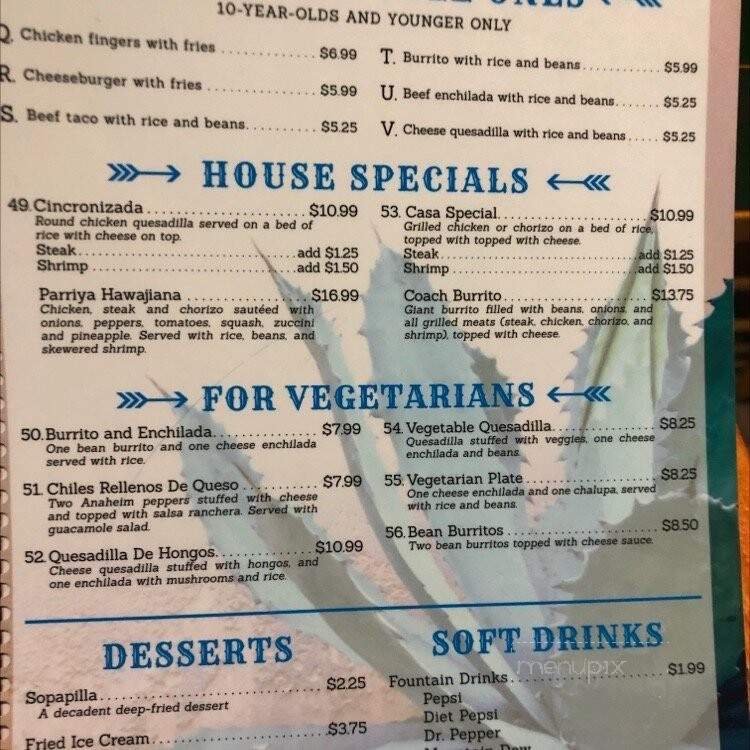 10-YEAR-OLDS AND YOUNGER ONLY
Q. Chicken fingers with fries $6.99
R. Cheeseburger with fries $5.99
S. Beef taco with rice and beans $5.25
T. Burrito with rice and beans $5.99
U. Beef enchilada with rice and beans $5.25
V. Cheese quesadilla with rice and beans $5.25
HOUSE SPECIALS
49. Cincronizada $10.99
Round chicken quesadilla served on a bed of
rice with cheese on top.
Steak add $1.25
Shrimp add $1.50
Parriya Hawajiana $16.99
Chicken, steak and chorizo sautéed with
onions, peppers, tomatoes, squash, zuccini
and pineapple. Served with rice, beans, and
skewered shrimp.
53. Casa Special $10.99
Grilled chicken or chorizo on a bed of rice,
topped with topped with cheese.
Steak add $1.25
Shrimp add $1.50
Coach Burrito $13.75
Giant burrito filled with beans, onions, and
all grilled meats (steak, chicken, chorizo, and
shrimp), topped with cheese.
FOR VEGETARIANS
50. Burrito and Enchilada $7.99
One bean burrito and one cheese enchilada
served with rice.
51. Chiles Rellenos De Queso $7.99
Two Anaheim peppers stuffed with cheese
and topped with salsa ranchera. Served with
guacamole salad.
52. Quesadilla De Hongos $10.99
Cheese quesadilla stuffed with hongos, and
one enchilada with mushrooms and rice.
54. Vegetable Quesadilla $8.25
Quesadilla stuffed with veggies, one cheese
enchilada and beans.
55. Vegetarian Plate $8.25
One cheese enchilada and one chalupa, served
with rice and beans.
56. Bean Burritos $8.50
Two bean burritos topped with cheese sauce.
DESSERTS
Sopapilla $2.25
A decadent deep-fried dessert
Fried Ice Cream $3.75
SOFT DRINKS
menupix
Fountain Drinks $1.99
Pepsi
Diet Pepsi
Dr. Pepper
Mountain Dew